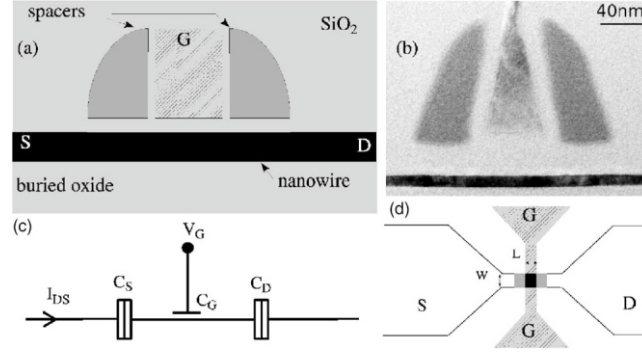 spacers
G
SiO₂
(a)
S
D
nanowire
buried oxide
(b)
40nm
(c)
V_G
I_DS
C_S
C_G
C_D
(d)
G
L
W
S
D
G